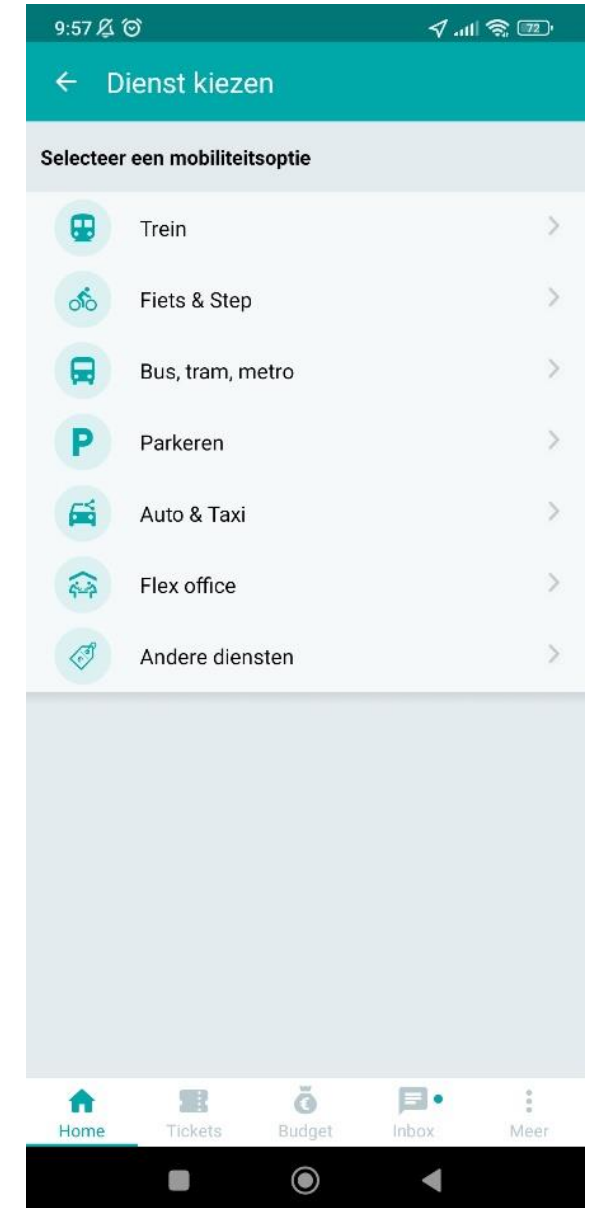 9:57 72
Dienst kiezen
Selecteer een mobiliteitsoptie
Trein
Fiets & Step
Bus, tram, metro
P Parkeren
Auto & Taxi
Flex office
Andere diensten
Home Tickets Budget Inbox Meer